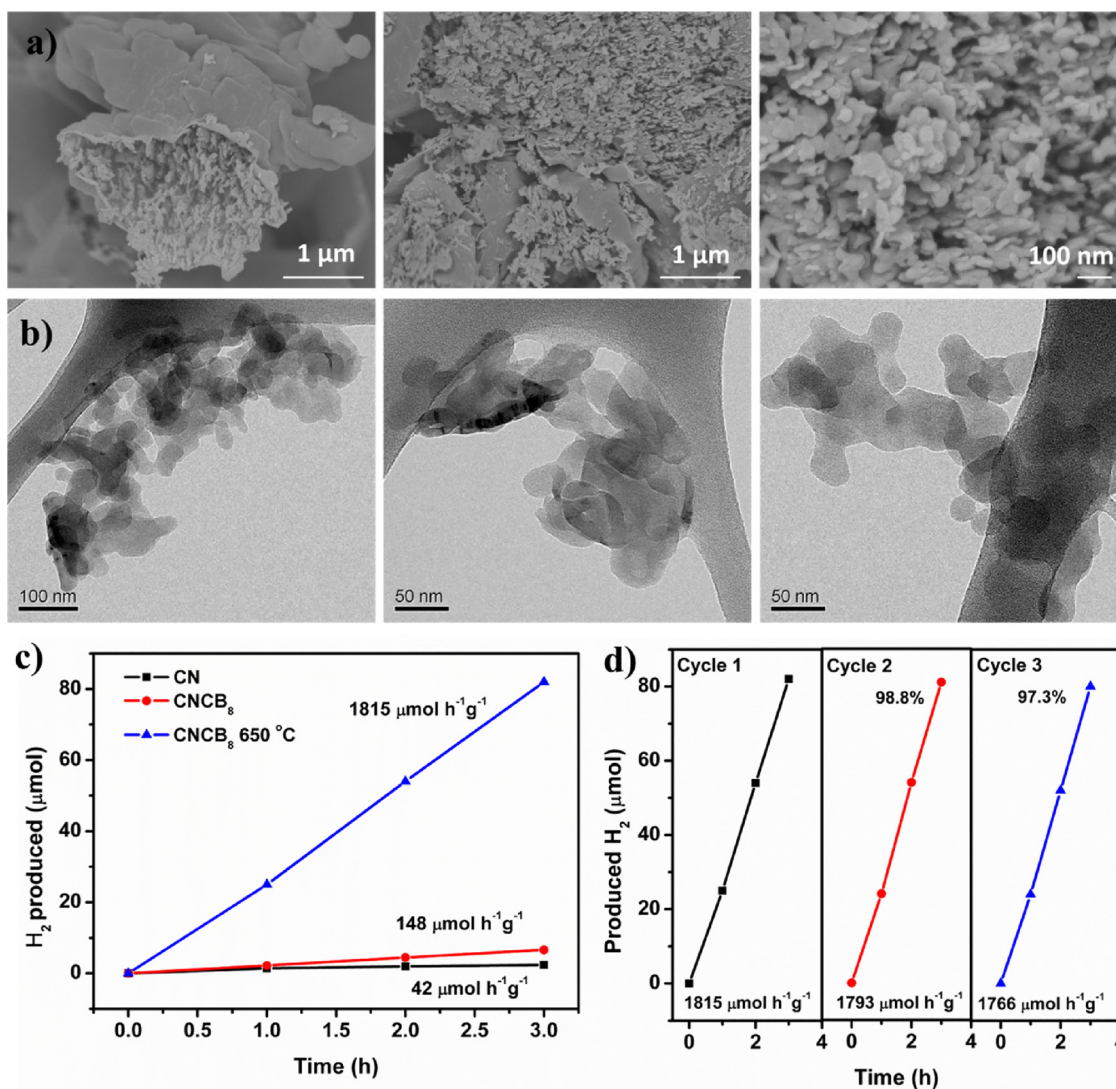 a)
1 μm
1 μm
100 nm
b)
100 nm
50 nm
50 nm
c)
CN
CNCB₈
CNCB₈ 650 °C
1815 μmol h⁻¹g⁻¹
148 μmol h⁻¹g⁻¹
42 μmol h⁻¹g⁻¹
80
60
40
20
0
H₂ produced (μmol)
0.0 0.5 1.0 1.5 2.0 2.5 3.0
Time (h)
d)
Cycle 1
Cycle 2
Cycle 3
98.8%
97.3%
80
60
40
20
0
Produced H₂ (μmol)
1815 μmol h⁻¹g⁻¹
1793 μmol h⁻¹g⁻¹
1766 μmol h⁻¹g⁻¹
0 2 0 2 0 2 4
Time (h)